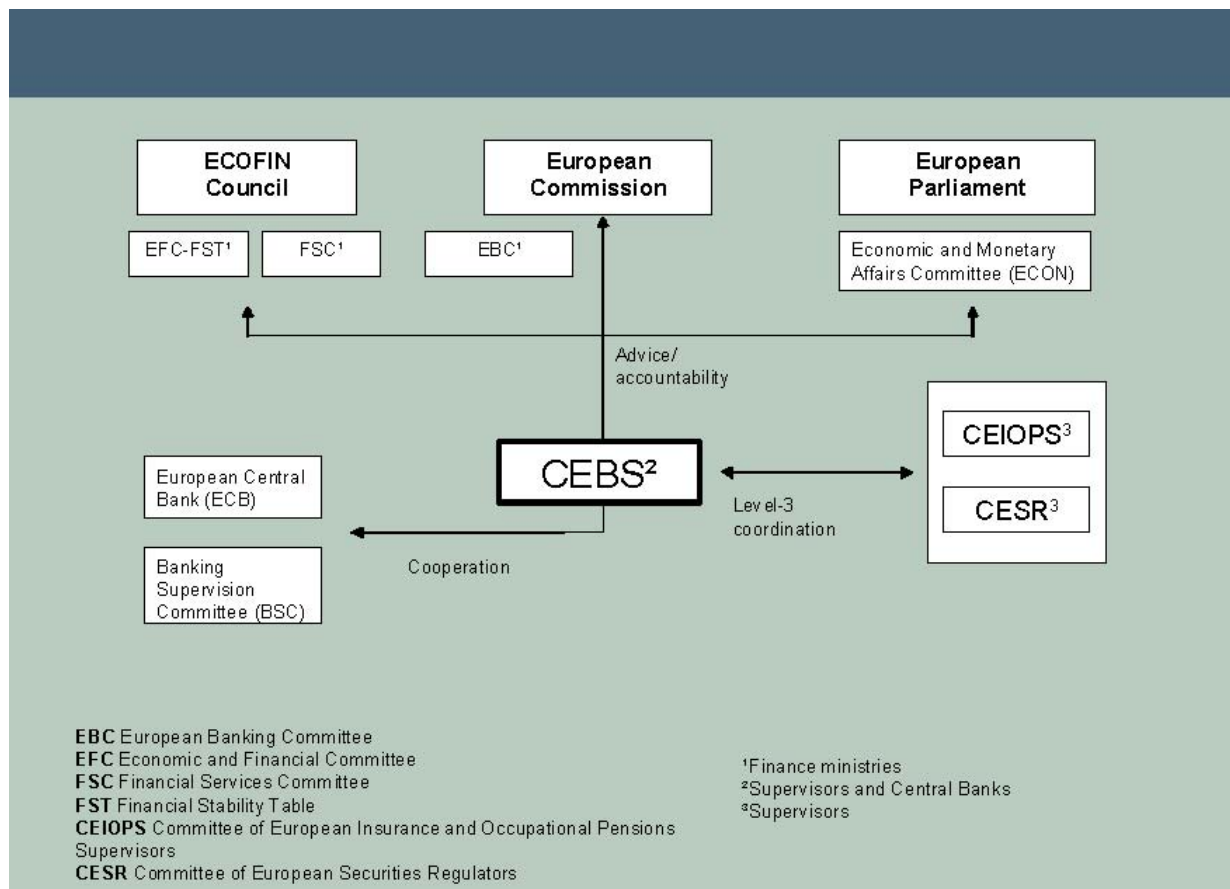 ECOFIN
Council
European
Commission
European
Parliament
EFC-FST¹
FSC¹
EBC¹
Economic and Monetary
Affairs Committee (ECON)
Advice/
accountability
CEIOPS³
CESR³
CEBS²
Level-3
coordination
European Central
Bank (ECB)
Banking
Supervision
Committee (BSC)
Cooperation
EBC European Banking Committee
EFC Economic and Financial Committee
FSC Financial Services Committee
FST Financial Stability Table
CEIOPS Committee of European Insurance and Occupational Pensions
Supervisors
CESR Committee of European Securities Regulators
¹Finance ministries
²Supervisors and Central Banks
³Supervisors